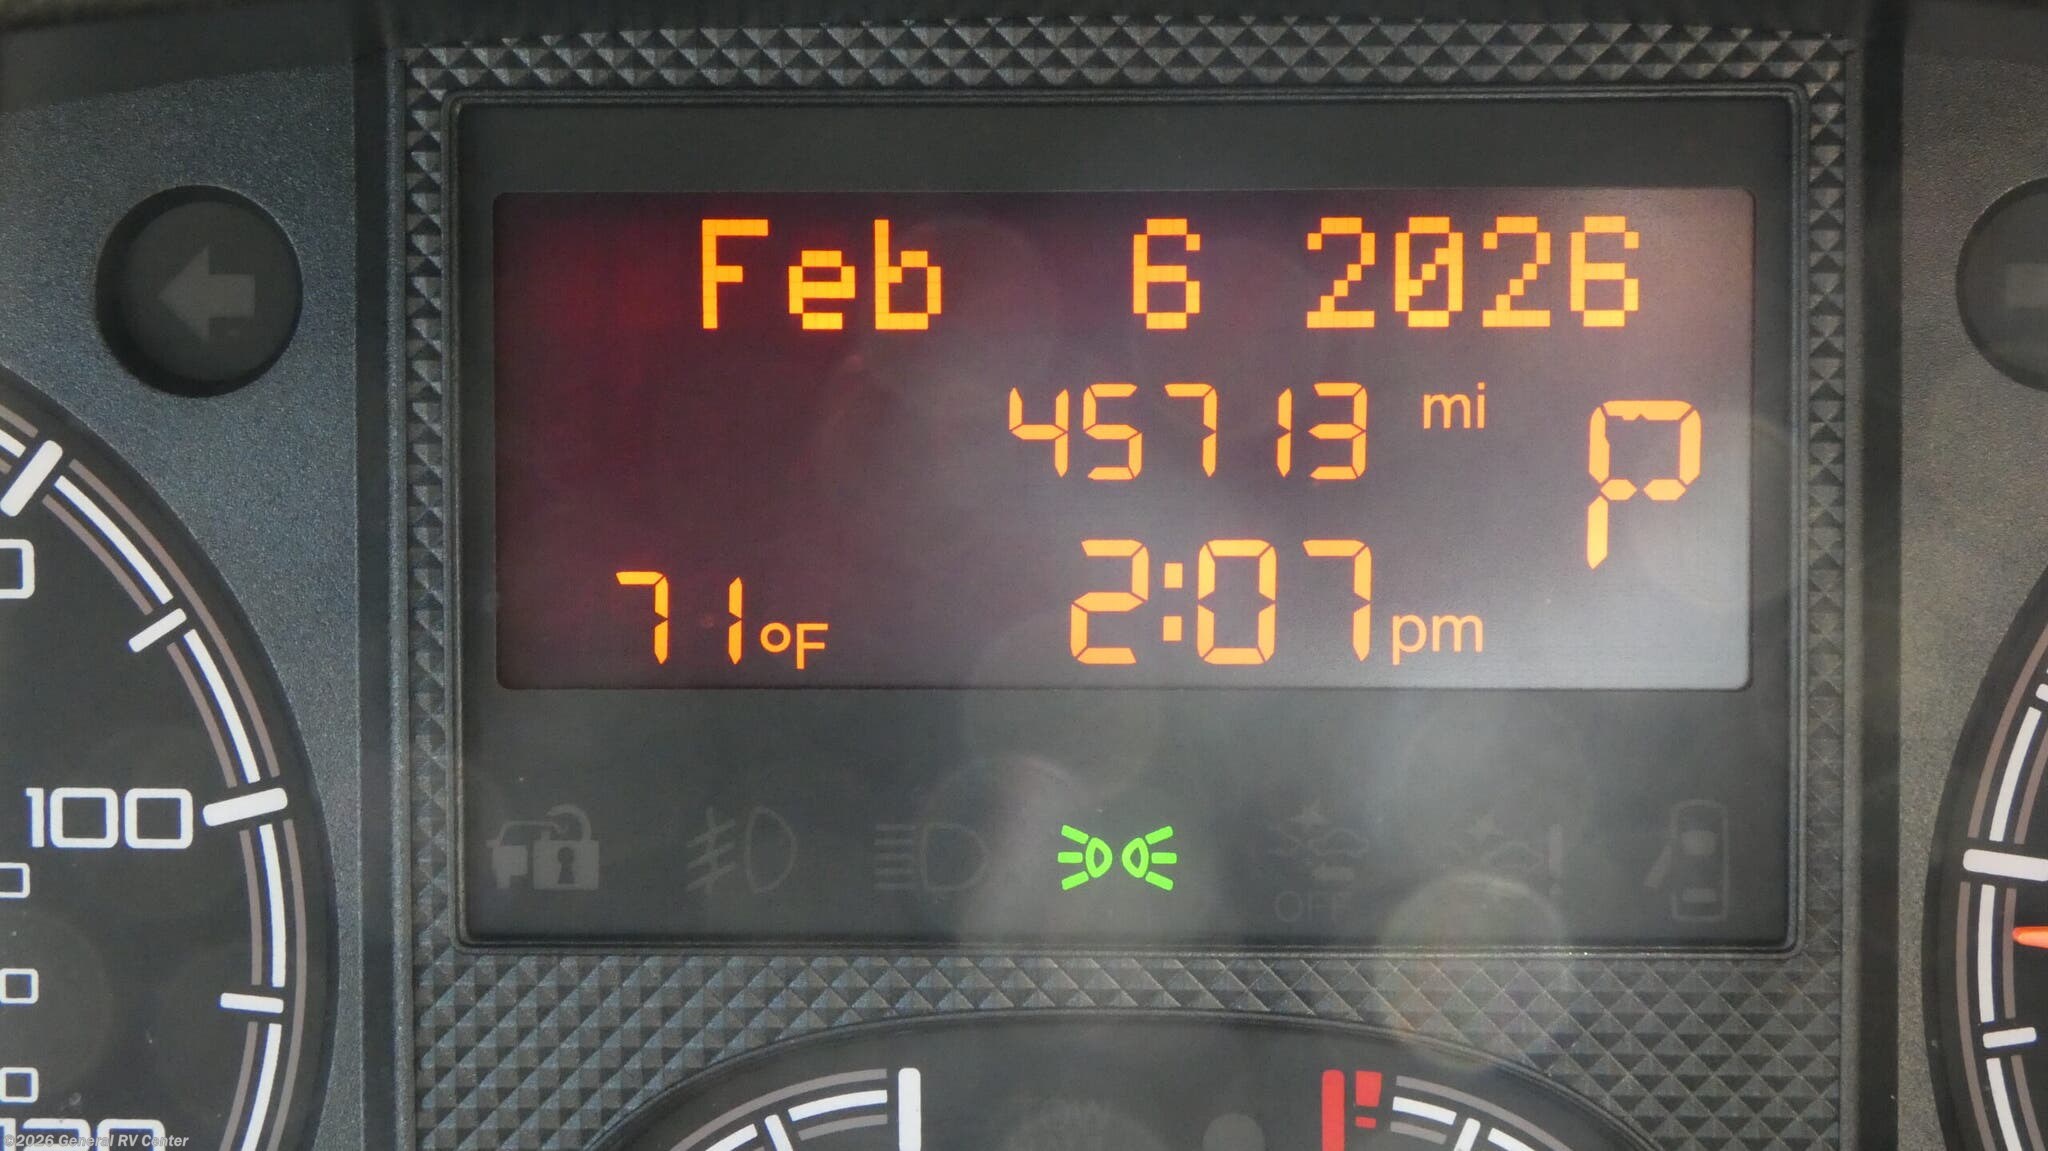 Feb 6 2026
45713 mi
P
71°F 2:07 pm
100
OFF
©2026 General RV Center